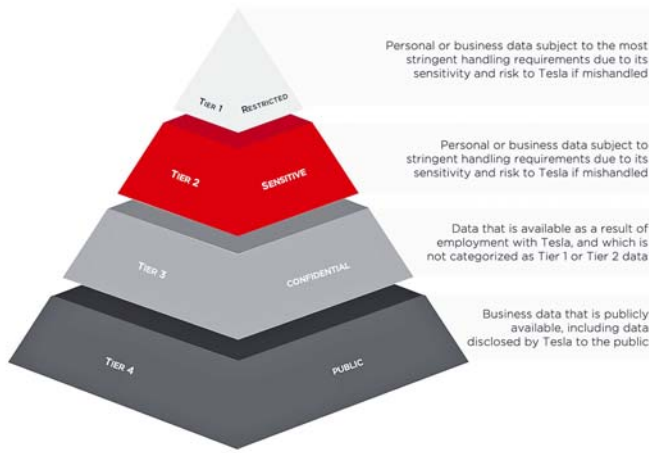 Personal or business data subject to the most
stringent handling requirements due to its
sensitivity and risk to Tesla if mishandled
TIER 1 RESTRICTED
Personal or business data subject to
stringent handling requirements due to its
sensitivity and risk to Tesla if mishandled
TIER 2 SENSITIVE
Data that is available as a result of
employment with Tesla, and which is
not categorized as Tier 1 or Tier 2 data
TIER 3 CONFIDENTIAL
Business data that is publicly
available, including data
disclosed by Tesla to the public
TIER 4 PUBLIC